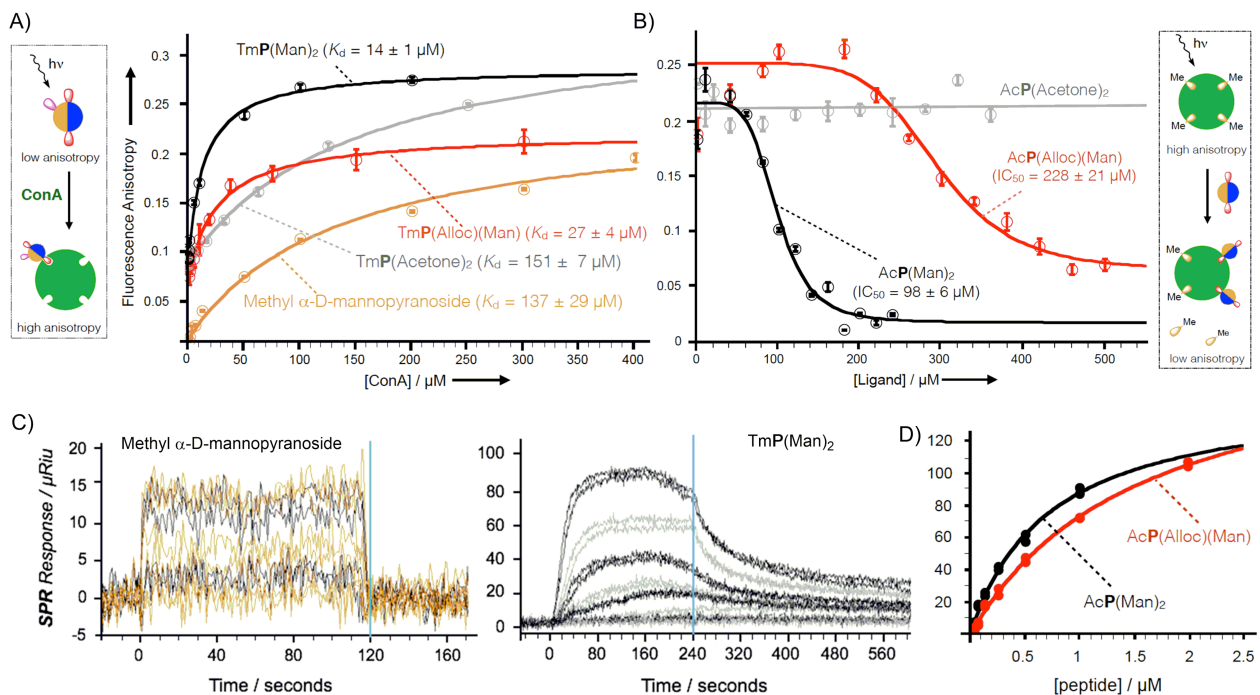 A)
hν
low anisotropy
ConA
high anisotropy
Fluorescence Anisotropy
0.3
0.25
0.2
0.15
0.1
0.05
0
50
100
150
200
250
300
350
400
[ConA] / μM
TmP(Man)2 (Kd = 14 ± 1 μM)
TmP(Alloc)(Man) (Kd = 27 ± 4 μM)
TmP(Acetone)2 (Kd = 151 ± 7 μM)
Methyl α-D-mannopyranoside (Kd = 137 ± 29 μM)
B)
0.25
0.2
0.15
0.1
0.05
0
0
100
200
300
400
500
[Ligand] / μM
AcP(Acetone)2
AcP(Alloc)(Man)
(IC50 = 228 ± 21 μM)
AcP(Man)2
(IC50 = 98 ± 6 μM)
hν
Me
Me
Me
Me
high anisotropy
Me
Me
Me
Me
low anisotropy
C)
Methyl α-D-mannopyranoside
SPR Response / μRiu
20
15
10
5
0
-5
0
40
80
120
160
Time / seconds
TmP(Man)2
100
80
60
40
20
0
-80
0
80
160
240
320
400
480
560
Time / seconds
D)
120
100
80
60
40
20
0.5
1
1.5
2
2.5
[peptide] / μM
AcP(Alloc)(Man)
AcP(Man)2